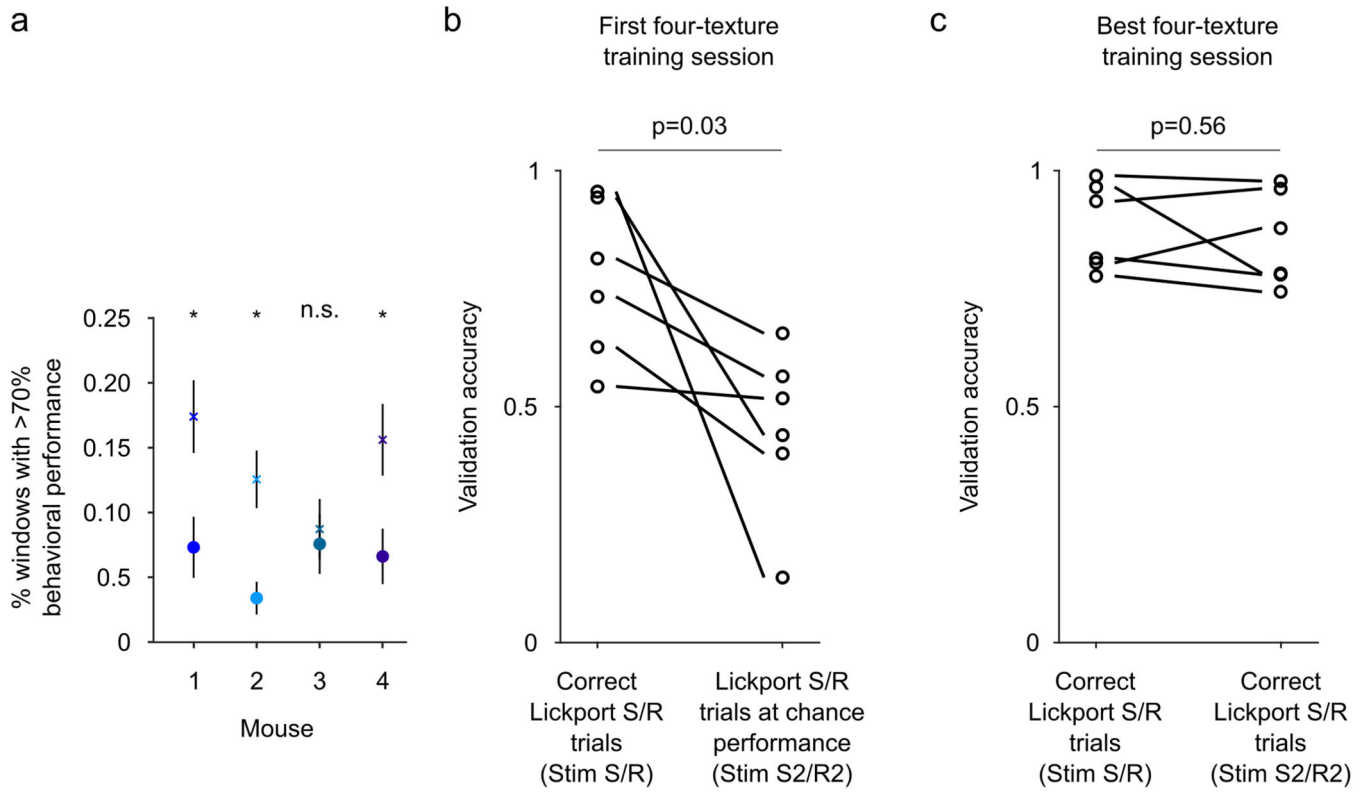 a
% windows with >70%
behavioral performance
0.25
0.20
0.15
0.10
0.5
0
*
*
n.s.
*
1
2
3
4
Mouse
b
First four-texture
training session
p=0.03
Validation accuracy
1
0.5
0
Correct
Lickport S/R
trials
(Stim S/R)
Lickport S/R
trials at chance
performance
(Stim S2/R2)
c
Best four-texture
training session
p=0.56
Validation accuracy
1
0.5
0
Correct
Lickport S/R
trials
(Stim S/R)
Correct
Lickport S/R
trials
(Stim S2/R2)